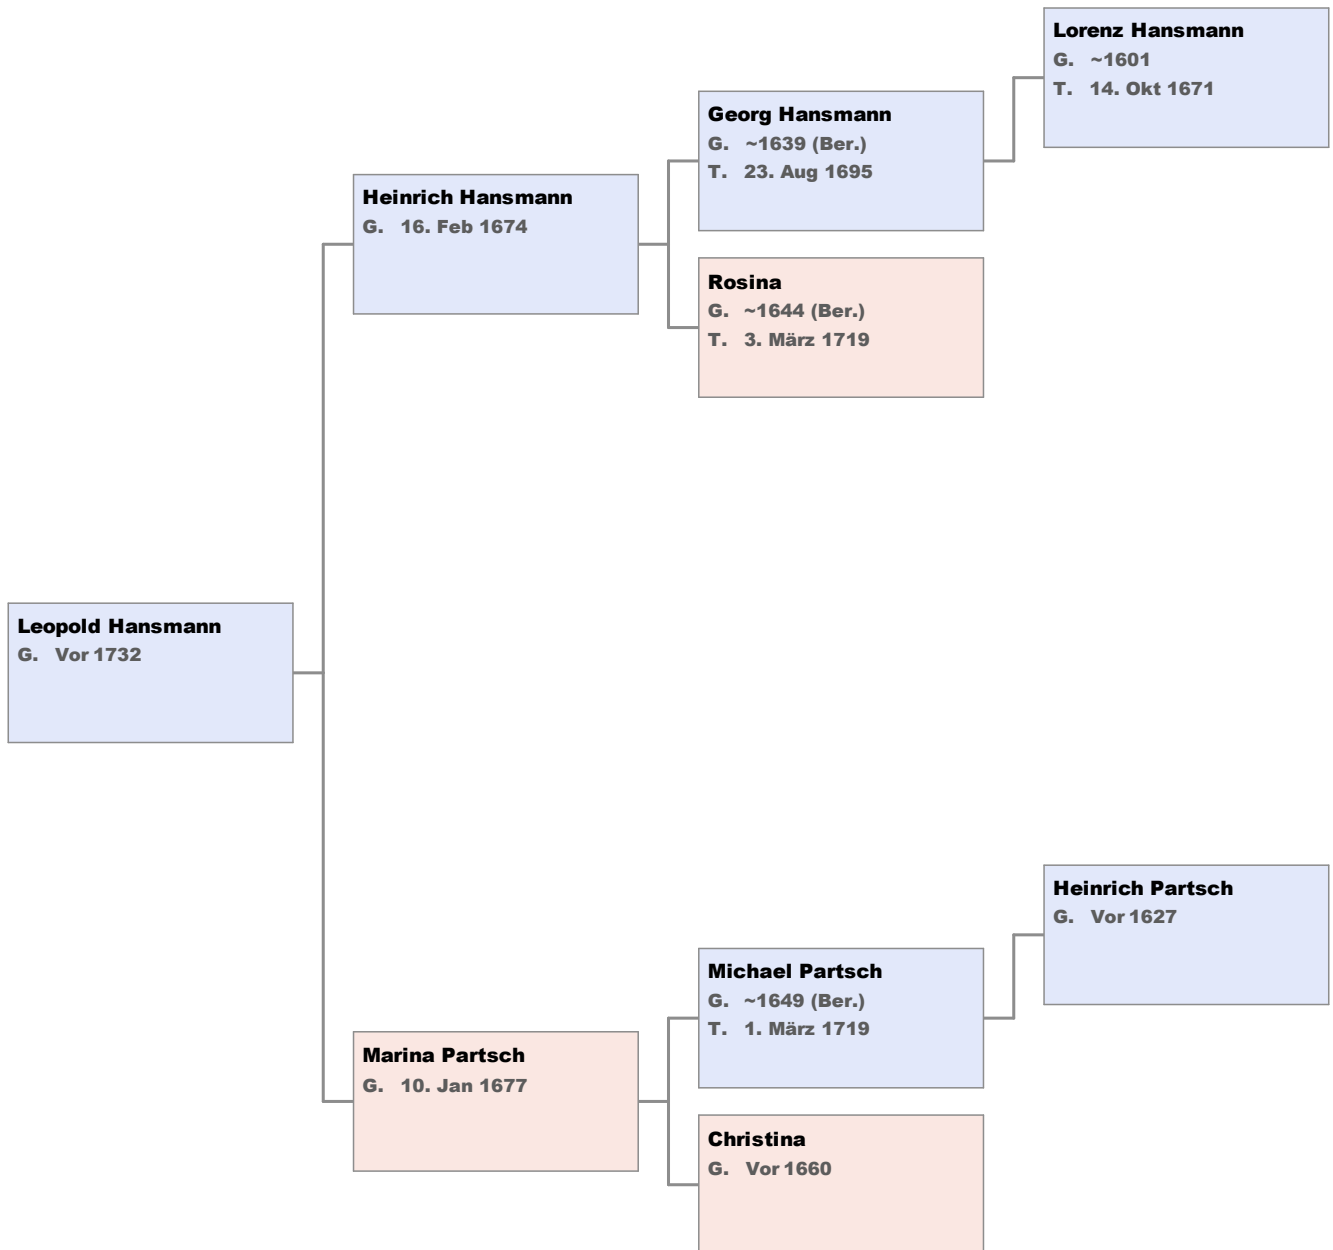 Lorenz Hansmann
G. ~1601
T. 14. Okt 1671
Georg Hansmann
G. ~1639 (Ber.)
T. 23. Aug 1695
Heinrich Hansmann
G. 16. Feb 1674
Rosina
G. ~1644 (Ber.)
T. 3. März 1719
Leopold Hansmann
G. Vor 1732
Heinrich Partsch
G. Vor 1627
Michael Partsch
G. ~1649 (Ber.)
T. 1. März 1719
Marina Partsch
G. 10. Jan 1677
Christina
G. Vor 1660